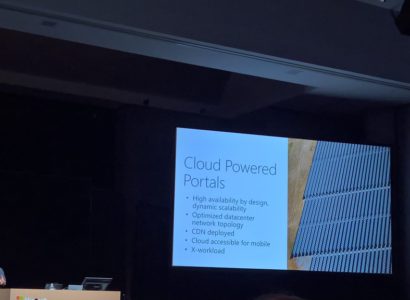 Cloud Powered
Portals
• High availability by design,
dynamic scalability
• Optimized datacenter
network topology
• CDN deployed
• Cloud accessible for mobile
• X-workload